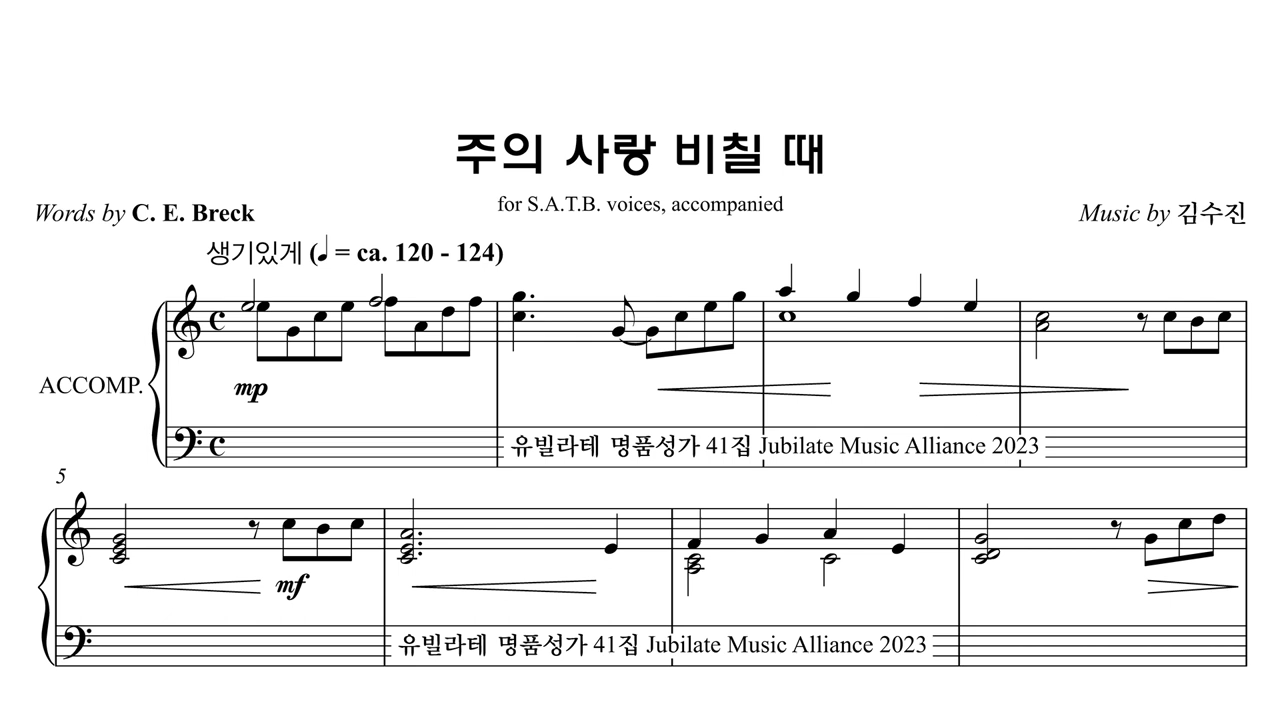 주의 사랑 비칠 때
for S.A.T.B. voices, accompanied
Words by C. E. Breck
Music by 김수진
생기있게 (♩ = ca. 120 - 124)
ACCOMP.
mp
유빌라테 명품성가 41집 Jubilate Music Alliance 2023
5
mf
유빌라테 명품성가 41집 Jubilate Music Alliance 2023